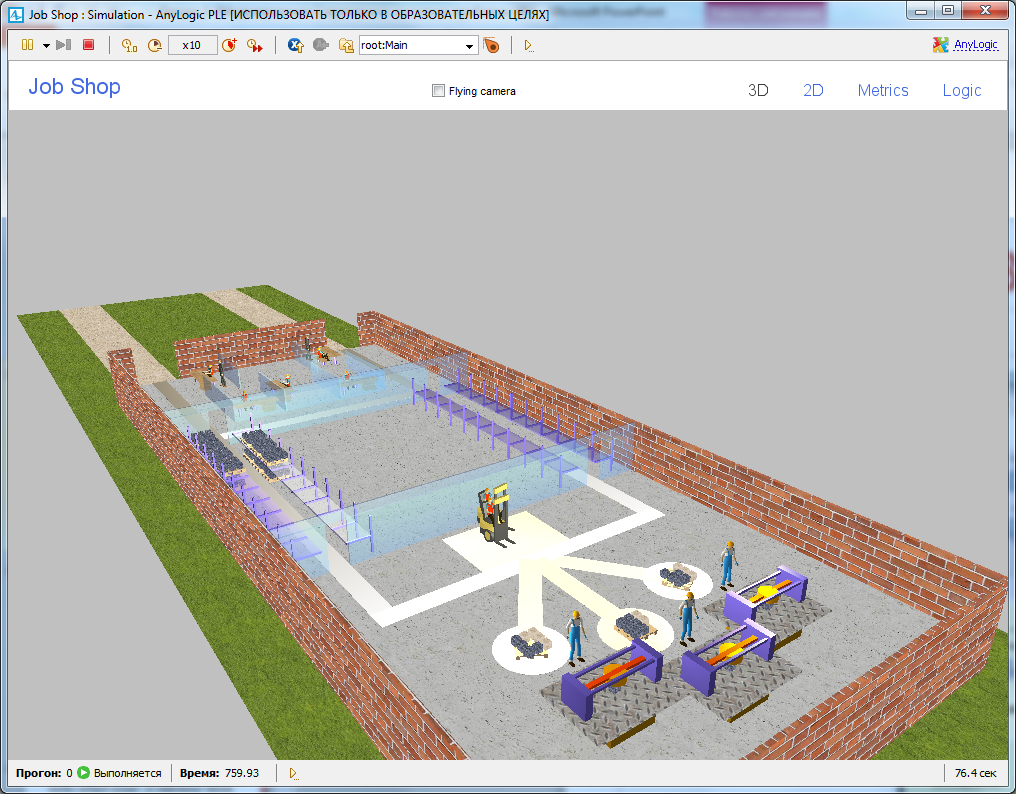 Job Shop : Simulation - AnyLogic PLE [ИСПОЛЬЗОВАТЬ ТОЛЬКО В ОБРАЗОВАТЕЛЬНЫХ ЦЕЛЯХ]
x10 root:Main AnyLogic
Job Shop Flying camera 3D 2D Metrics Logic
Прогон: 0 Выполняется Время: 759.93 76.4 сек